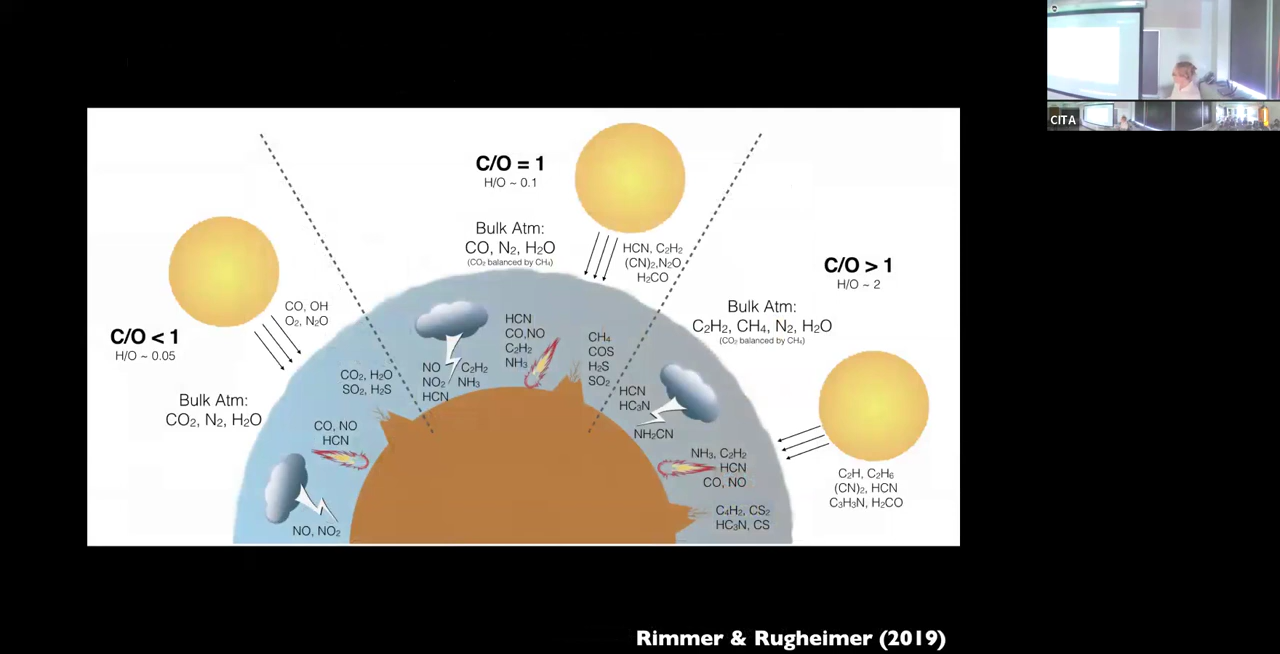 C/O < 1
H/O ~ 0.05
CO, OH
O₂, N₂O
Bulk Atm:
CO₂, N₂, H₂O
CO₂, H₂O
SO₂, H₂S
CO, NO
HCN
NO, NO₂
C/O = 1
H/O ~ 0.1
Bulk Atm:
CO, N₂, H₂O
(CO₂ balanced by CH₄)
HCN, C₂H₂
(CN)₂,N₂O
H₂CO
NO
NO₂
HCN
C₂H₂
NH₃
HCN
CO,NO
C₂H₂
NH₃
CH₄
COS
H₂S
SO₂
C/O > 1
H/O ~ 2
Bulk Atm:
C₂H₂, CH₄, N₂, H₂O
(CO₂ balanced by CH₄)
HCN
HC₃N
NH₂CN
NH₃, C₂H₂
HCN
CO, NO
C₄H₂, CS₂
HC₃N, CS
C₂H, C₂H₆
(CN)₂, HCN
C₃H₃N, H₂CO
Rimmer & Rugheimer (2019)
CITA